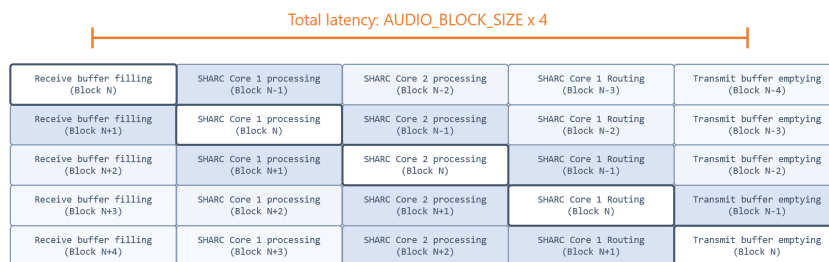 Total latency: AUDIO_BLOCK_SIZE x 4
Receive buffer filling
(Block N)
SHARC Core 1 processing
(Block N-1)
SHARC Core 2 processing
(Block N-2)
SHARC Core 1 Routing
(Block N-3)
Transmit buffer emptying
(Block N-4)
Receive buffer filling
(Block N+1)
SHARC Core 1 processing
(Block N)
SHARC Core 2 processing
(Block N-1)
SHARC Core 1 Routing
(Block N-2)
Transmit buffer emptying
(Block N-3)
Receive buffer filling
(Block N+2)
SHARC Core 1 processing
(Block N+1)
SHARC Core 2 processing
(Block N)
SHARC Core 1 Routing
(Block N-1)
Transmit buffer emptying
(Block N-2)
Receive buffer filling
(Block N+3)
SHARC Core 1 processing
(Block N+2)
SHARC Core 2 processing
(Block N+1)
SHARC Core 1 Routing
(Block N)
Transmit buffer emptying
(Block N-1)
Receive buffer filling
(Block N+4)
SHARC Core 1 processing
(Block N+3)
SHARC Core 2 processing
(Block N+2)
SHARC Core 1 Routing
(Block N+1)
Transmit buffer emptying
(Block N)